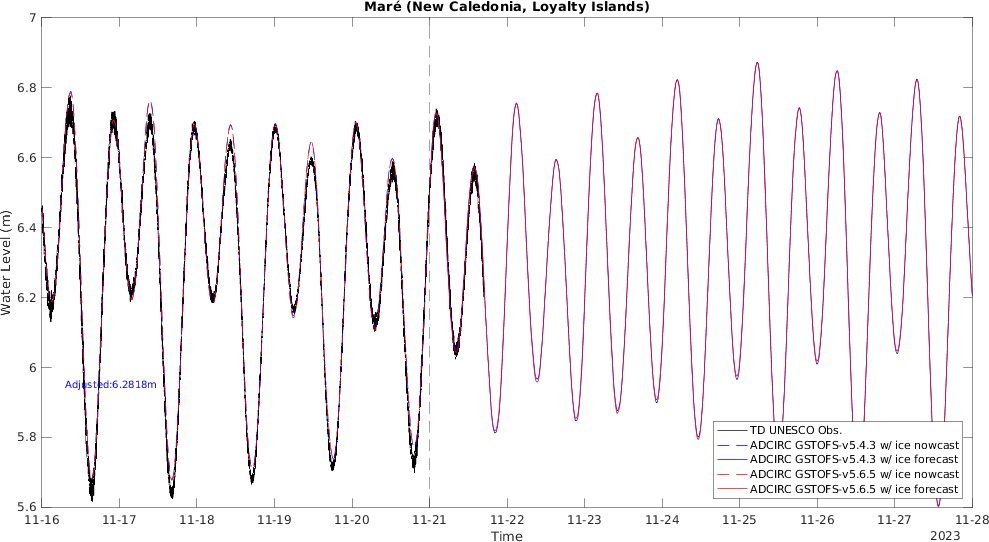 Maré (New Caledonia, Loyalty Islands)
7
6.8
6.6
6.4
6.2
6
5.8
5.6
Water Level (m)
Adjusted:6.2818m
TD UNESCO Obs.
ADCIRC GSTOFS-v5.4.3 w/ ice nowcast
ADCIRC GSTOFS-v5.4.3 w/ ice forecast
ADCIRC GSTOFS-v5.6.5 w/ ice nowcast
ADCIRC GSTOFS-v5.6.5 w/ ice forecast
11-16 11-17 11-18 11-19 11-20 11-21 11-22 11-23 11-24 11-25 11-26 11-27 11-28
Time
2023